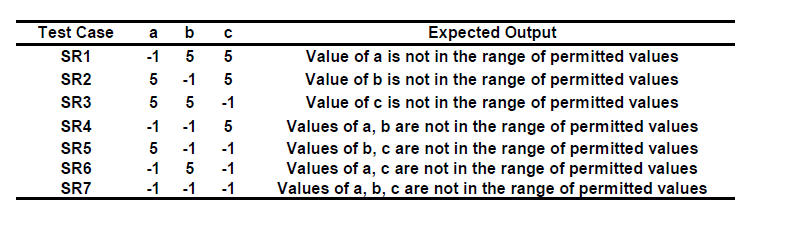 Test Case a b c Expected Output
SR1 -1 5 5 Value of a is not in the range of permitted values
SR2 5 -1 5 Value of b is not in the range of permitted values
SR3 5 5 -1 Value of c is not in the range of permitted values
SR4 -1 -1 5 Values of a, b are not in the range of permitted values
SR5 5 -1 -1 Values of b, c are not in the range of permitted values
SR6 -1 5 -1 Values of a, c are not in the range of permitted values
SR7 -1 -1 -1 Values of a, b, c are not in the range of permitted values